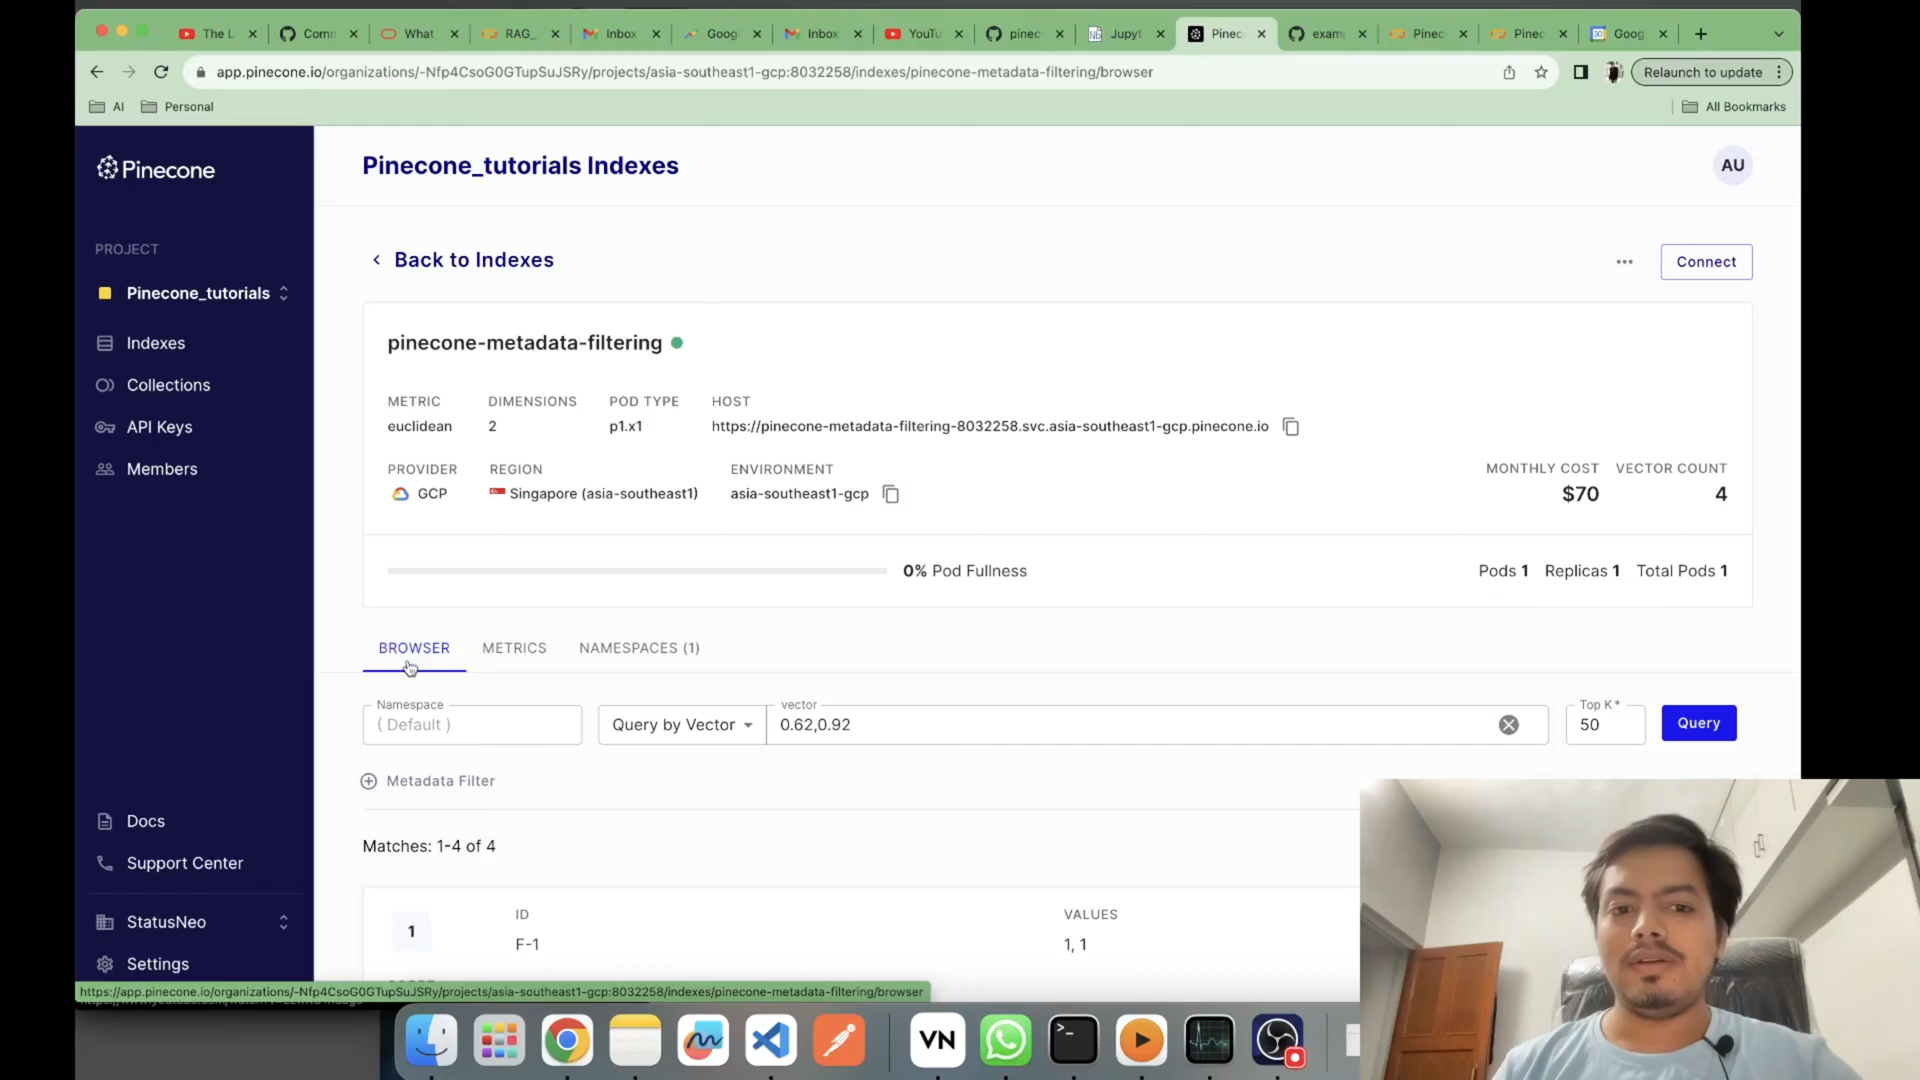 The L
Comn
What
RAG_
Inbox
Goog
Inbox
YouTu
pinec
Jupyt
Pinec
exam
Pinec
Pinec
Goog
app.pinecone.io/organizations/-Nfp4CsoG0GTupSuJSRy/projects/asia-southeast1-gcp:8032258/indexes/pinecone-metadata-filtering/browser
Relaunch to update
AI
Personal
All Bookmarks
Pinecone
Pinecone_tutorials Indexes
AU
PROJECT
Pinecone_tutorials
Indexes
Collections
API Keys
Members
Docs
Support Center
StatusNeo
Settings
Back to Indexes
Connect
pinecone-metadata-filtering
METRIC DIMENSIONS POD TYPE HOST
euclidean 2 p1.x1 https://pinecone-metadata-filtering-8032258.svc.asia-southeast1-gcp.pinecone.io
PROVIDER REGION ENVIRONMENT MONTHLY COST VECTOR COUNT
GCP Singapore (asia-southeast1) asia-southeast1-gcp $70 4
0% Pod Fullness Pods 1 Replicas 1 Total Pods 1
BROWSER METRICS NAMESPACES (1)
Namespace vector Top K*
( Default ) Query by Vector 0.62,0.92 50 Query
Metadata Filter
Matches: 1-4 of 4
ID VALUES
1 F-1 1, 1
https://app.pinecone.io/organizations/-Nfp4CsoG0GTupSuJSRy/projects/asia-southeast1-gcp:8032258/indexes/pinecone-metadata-filtering/browser
VN